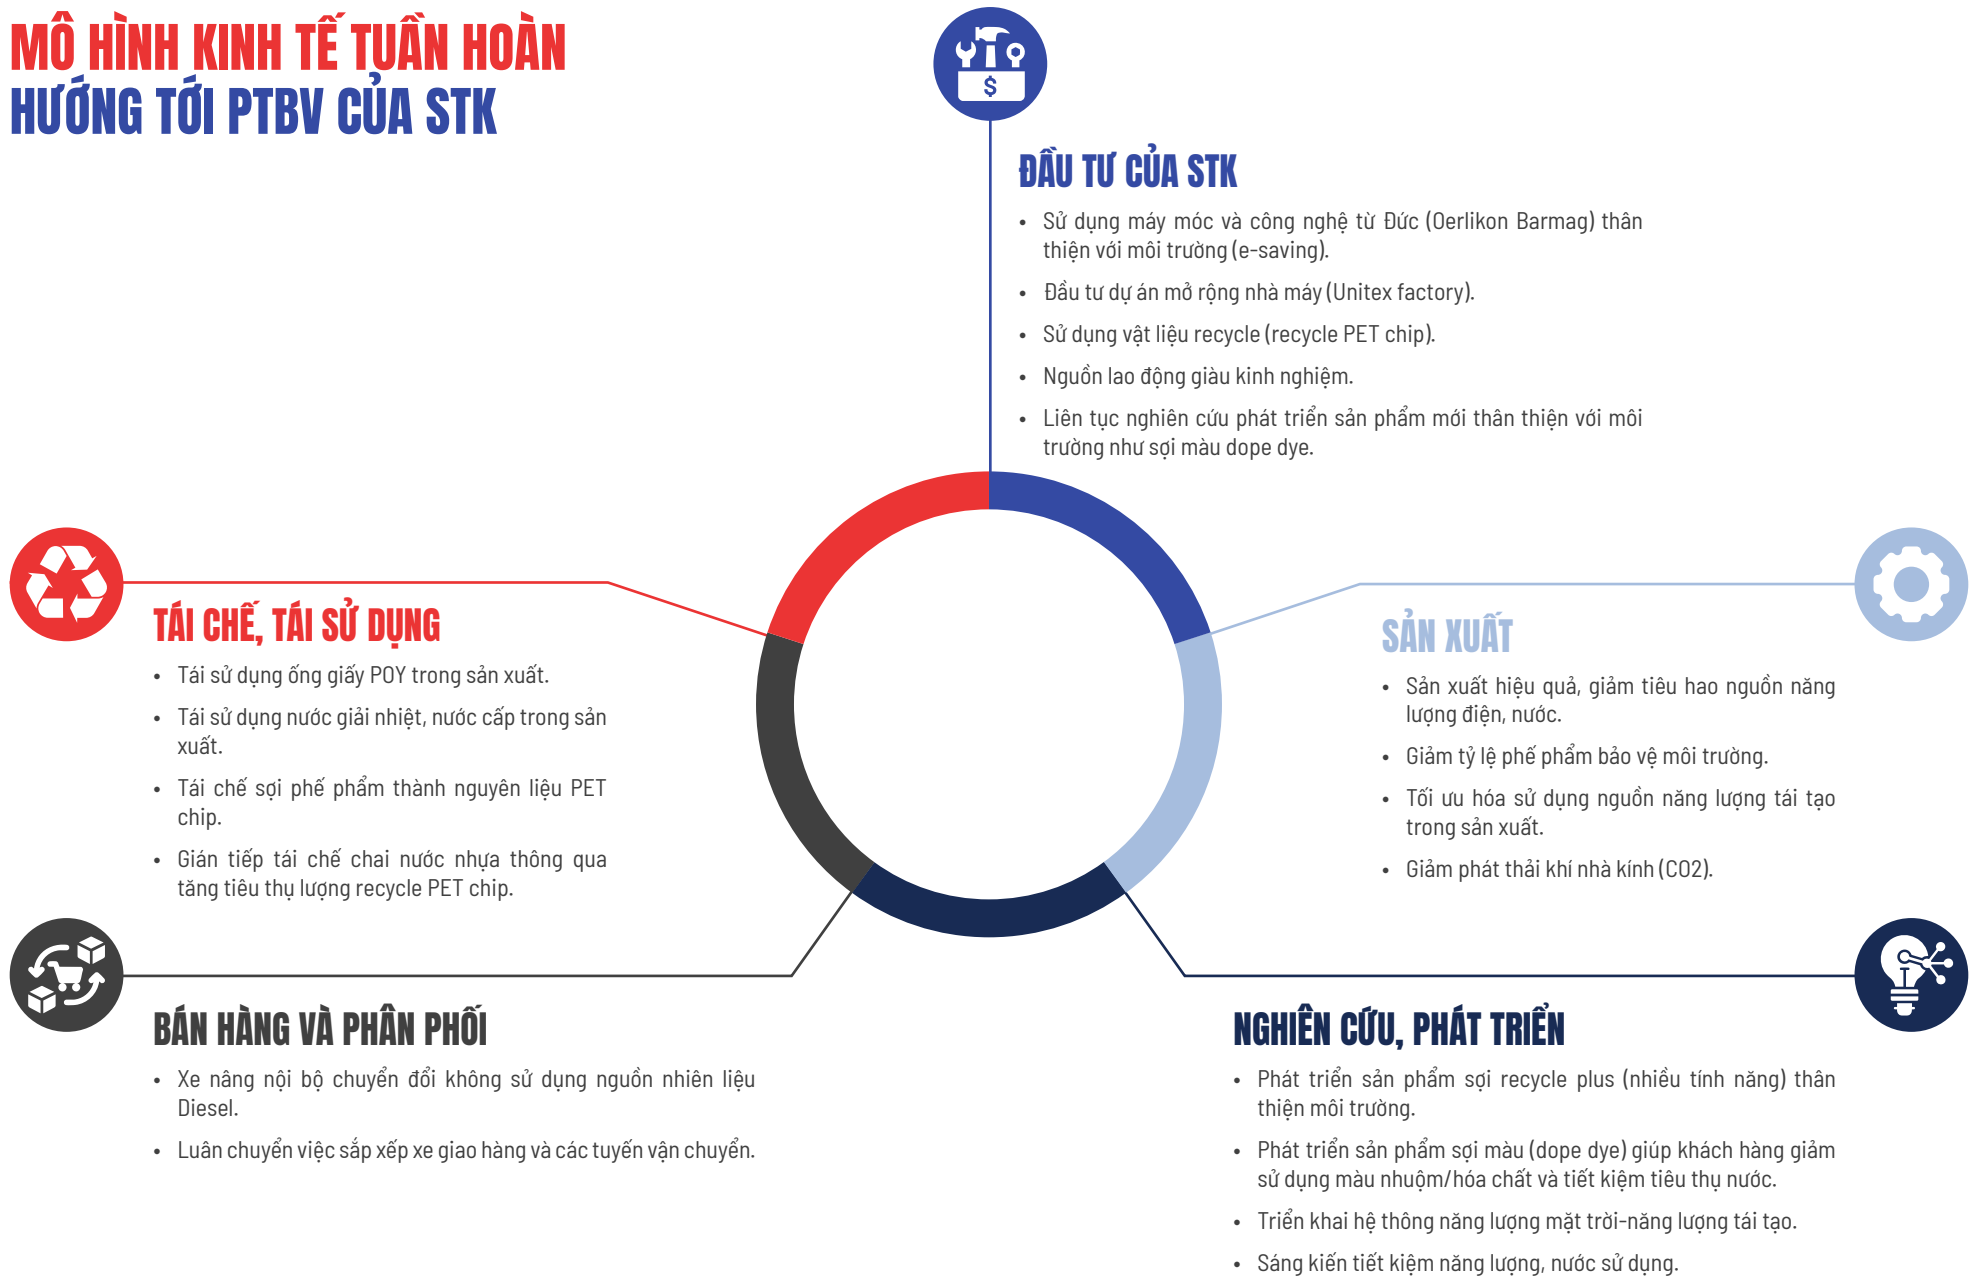 MÔ HÌNH KINH TẾ TUẦN HOÀN
HƯỚNG TỚI PTBV CỦA STK
$
ĐẦU TƯ CỦA STK
• Sử dụng máy móc và công nghệ từ Đức (Oerlikon Barmag) thân
thiện với môi trường (e-saving).
• Đầu tư dự án mở rộng nhà máy (Unitex factory).
• Sử dụng vật liệu recycle (recycle PET chip).
• Nguồn lao động giàu kinh nghiệm.
• Liên tục nghiên cứu phát triển sản phẩm mới thân thiện với môi
trường như sợi màu dope dye.
TÁI CHẾ, TÁI SỬ DỤNG
• Tái sử dụng ống giấy POY trong sản xuất.
• Tái sử dụng nước giải nhiệt, nước cấp trong sản
xuất.
• Tái chế sợi phế phẩm thành nguyên liệu PET
chip.
• Gián tiếp tái chế chai nước nhựa thông qua
tăng tiêu thụ lượng recycle PET chip.
SẢN XUẤT
• Sản xuất hiệu quả, giảm tiêu hao nguồn năng
lượng điện, nước.
• Giảm tỷ lệ phế phẩm bảo vệ môi trường.
• Tối ưu hóa sử dụng nguồn năng lượng tái tạo
trong sản xuất.
• Giảm phát thải khí nhà kính (CO2).
BÁN HÀNG VÀ PHÂN PHỐI
• Xe nâng nội bộ chuyển đổi không sử dụng nguồn nhiên liệu
Diesel.
• Luân chuyển việc sắp xếp xe giao hàng và các tuyến vận chuyển.
NGHIÊN CỨU, PHÁT TRIỂN
• Phát triển sản phẩm sợi recycle plus (nhiều tính năng) thân
thiện môi trường.
• Phát triển sản phẩm sợi màu (dope dye) giúp khách hàng giảm
sử dụng màu nhuộm/hóa chất và tiết kiệm tiêu thụ nước.
• Triển khai hệ thông năng lượng mặt trời-năng lượng tái tạo.
• Sáng kiến tiết kiệm năng lượng, nước sử dụng.